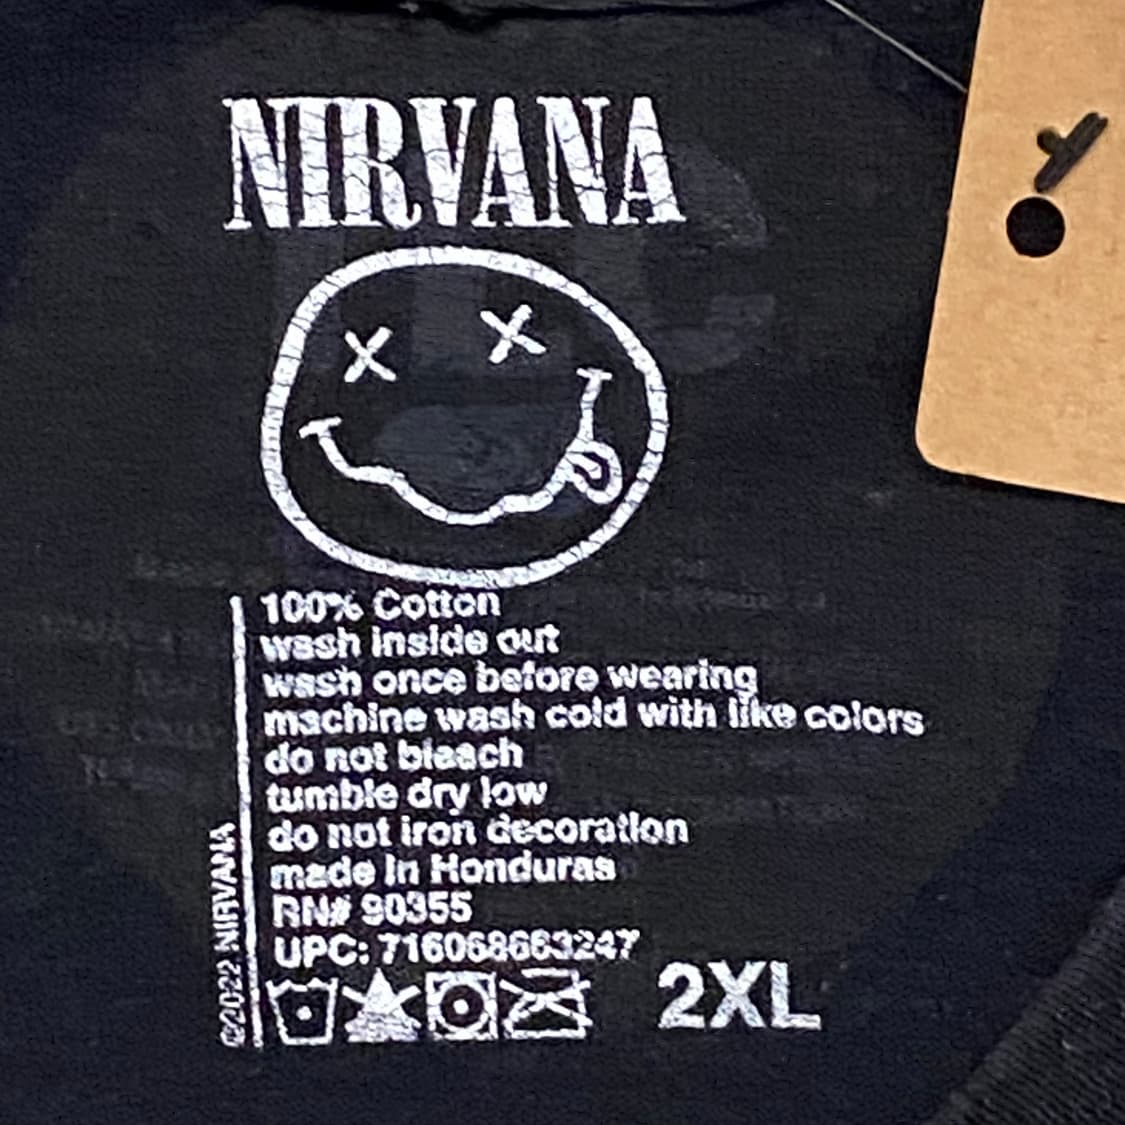 NIRVANA
100% Cotton
wash inside out
wash once before wearing
machine wash cold with like colors
do not bleach
tumble dry low
do not iron decoration
made in Honduras
RN# 90355
UPC: 716068663247
©2022 NIRVANA
2XL